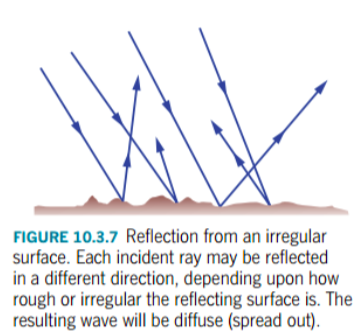 FIGURE 10.3.7 Reflection from an irregular
surface. Each incident ray may be reflected
in a different direction, depending upon how
rough or irregular the reflecting surface is. The
resulting wave will be diffuse (spread out).